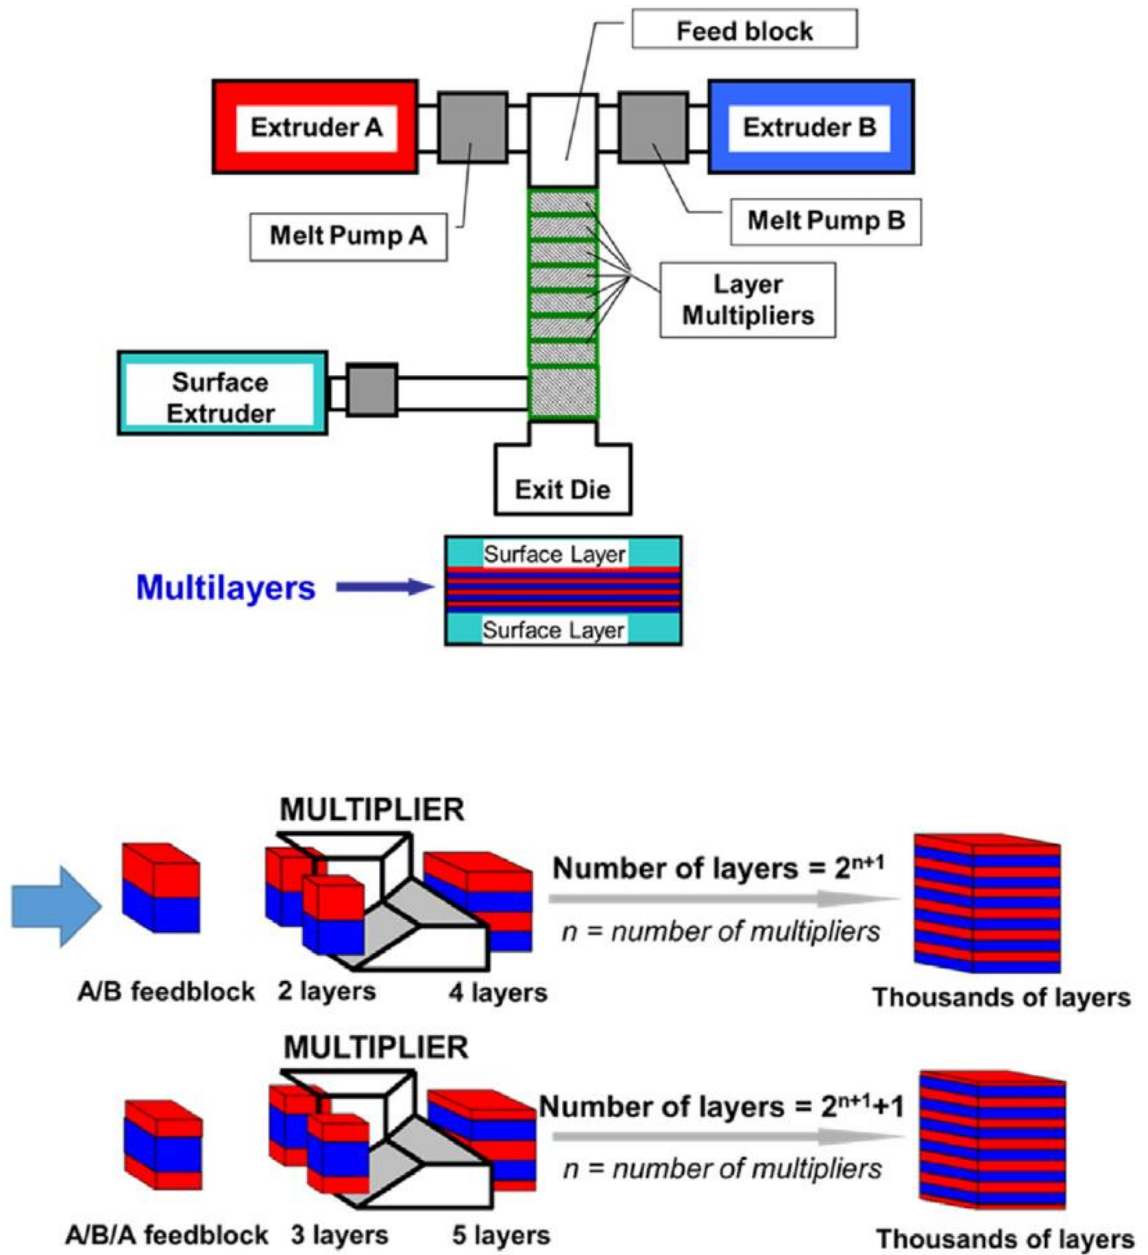 Feed block
Extruder A
Extruder B
Melt Pump A
Melt Pump B
Layer
Multipliers
Surface
Extruder
Exit Die
Surface Layer
Multilayers
Surface Layer
MULTIPLIER
Number of layers = 2ⁿ⁺¹
n = number of multipliers
A/B feedblock
2 layers
4 layers
Thousands of layers
MULTIPLIER
Number of layers = 2ⁿ⁺¹+1
n = number of multipliers
A/B/A feedblock
3 layers
5 layers
Thousands of layers